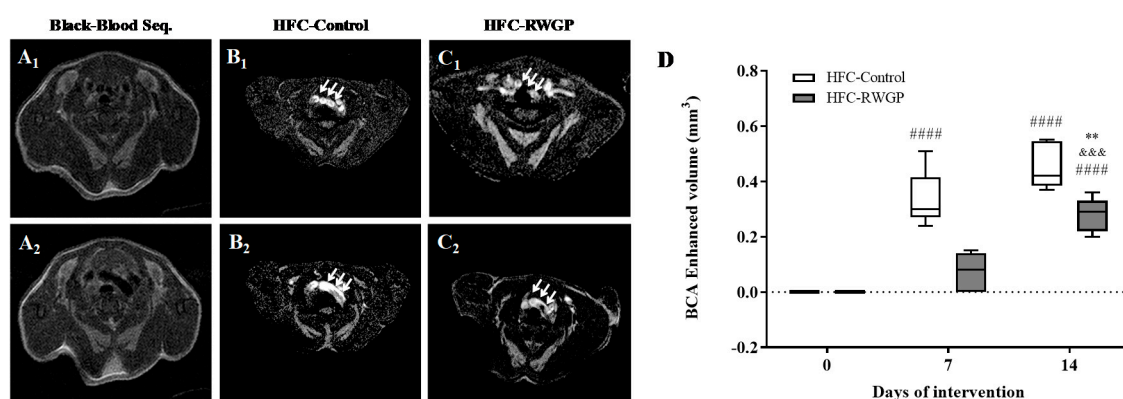 Black-Blood Seq.
HFC-Control
HFC-RWGP
A1
B1
C1
A2
B2
C2
D
BCA Enhanced volume (mm³)
0.8
0.6
0.4
0.2
0.0
-0.2
HFC-Control
HFC-RWGP
####
####
**
&&&
####
0
7
14
Days of intervention